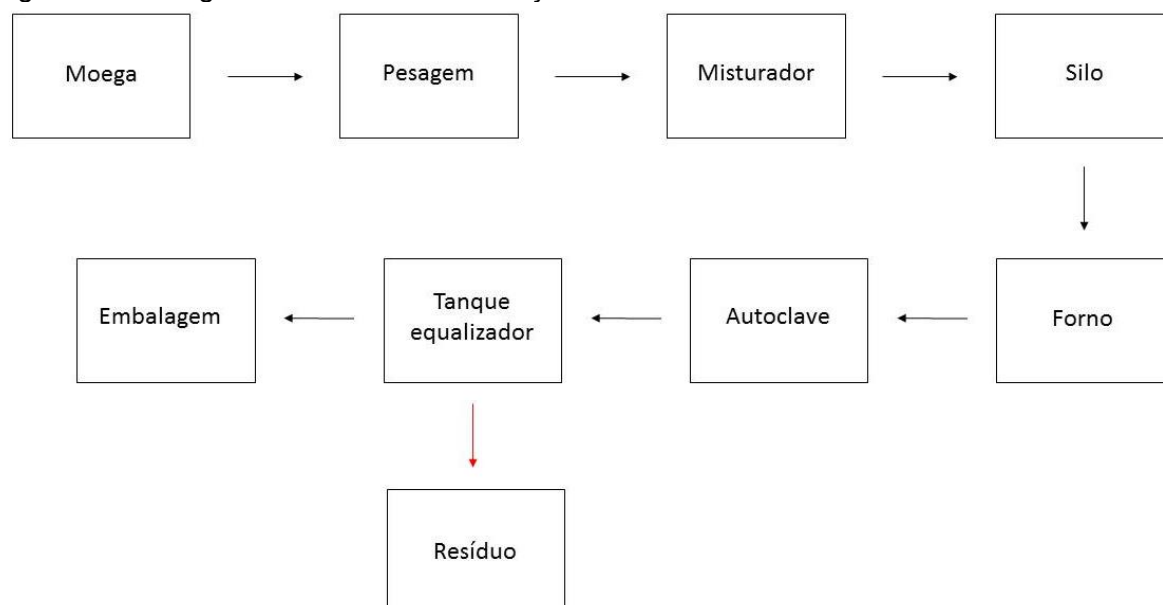 Moega
Pesagem
Misturador
Silo
Embalagem
Tanque
equalizador
Autoclave
Forno
Resíduo